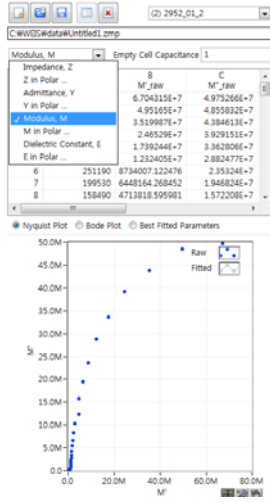 (2) 2952_01_2
C:₩WEIS₩data₩Untitled1.zmp
Modulus, M Empty Cell Capacitance 1
Impedance, Z
Z in Polar ...
Admittance, Y
Y in Polar ...
✓ Modulus, M
M in Polar ...
Dielectric Constant, E
E in Polar ...
B C
M'_raw M"_raw
6.704315E+7 4.975266E+7
4.95165E+7 4.855832E+7
3.519987E+7 4.384613E+7
2.46529E+7 3.929151E+7
1.739244E+7 3.362806E+7
1.232405E+7 2.882477E+7
6 251190 8734007.122476 2.35324E+7
7 199530 6448164.268452 1.946824E+7
8 158490 4713818.595981 1.572208E+7
Nyquist Plot Bode Plot Best Fitted Parameters
Raw
Fitted
50.0M
45.0M
40.0M
35.0M
30.0M
25.0M
20.0M
15.0M
10.0M
5.0M
0.0
M"
0.0 20.0M 40.0M 60.0M 80.0M
M'